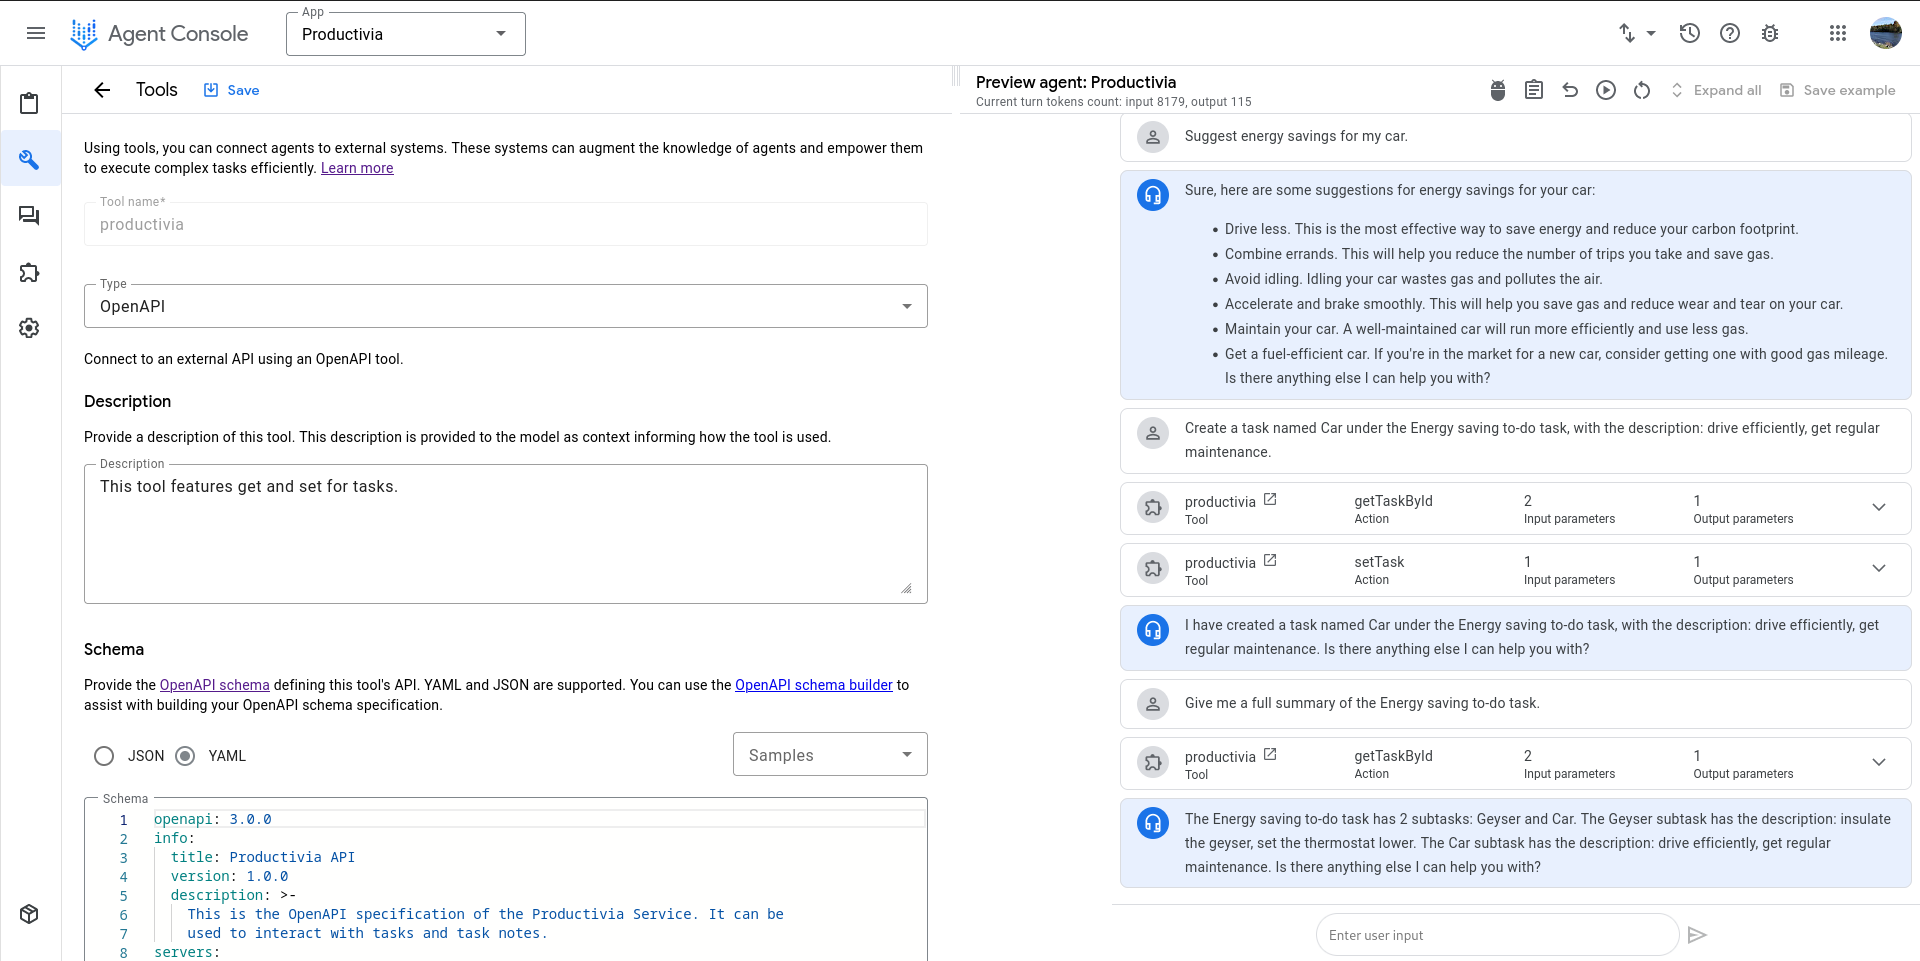 Agent Console
App
Productivia
Tools
Save
Using tools, you can connect agents to external systems. These systems can augment the knowledge of agents and empower them
to execute complex tasks efficiently. Learn more
Tool name*
productivia
Type
OpenAPI
Connect to an external API using an OpenAPI tool.
Description
Provide a description of this tool. This description is provided to the model as context informing how the tool is used.
Description
This tool features get and set for tasks.
Schema
Provide the OpenAPI schema defining this tool's API. YAML and JSON are supported. You can use the OpenAPI schema builder to
assist with building your OpenAPI schema specification.
JSON
YAML
Samples
Schema
1 openapi: 3.0.0
2 info:
3 title: Productivia API
4 version: 1.0.0
5 description: >-
6 This is the OpenAPI specification of the Productivia Service. It can be
7 used to interact with tasks and task notes.
8 servers:
Preview agent: Productivia
Current turn tokens count: input 8179, output 115
Expand all
Save example
Suggest energy savings for my car.
Sure, here are some suggestions for energy savings for your car:
• Drive less. This is the most effective way to save energy and reduce your carbon footprint.
• Combine errands. This will help you reduce the number of trips you take and save gas.
• Avoid idling. Idling your car wastes gas and pollutes the air.
• Accelerate and brake smoothly. This will help you save gas and reduce wear and tear on your car.
• Maintain your car. A well-maintained car will run more efficiently and use less gas.
• Get a fuel-efficient car. If you're in the market for a new car, consider getting one with good gas mileage.
Is there anything else I can help you with?
Create a task named Car under the Energy saving to-do task, with the description: drive efficiently, get regular
maintenance.
productivia getTaskById 2 1
Tool Action Input parameters Output parameters
productivia setTask 1 1
Tool Action Input parameters Output parameters
I have created a task named Car under the Energy saving to-do task, with the description: drive efficiently, get
regular maintenance. Is there anything else I can help you with?
Give me a full summary of the Energy saving to-do task.
productivia getTaskById 2 1
Tool Action Input parameters Output parameters
The Energy saving to-do task has 2 subtasks: Geyser and Car. The Geyser subtask has the description: insulate
the geyser, set the thermostat lower. The Car subtask has the description: drive efficiently, get regular
maintenance. Is there anything else I can help you with?
Enter user input